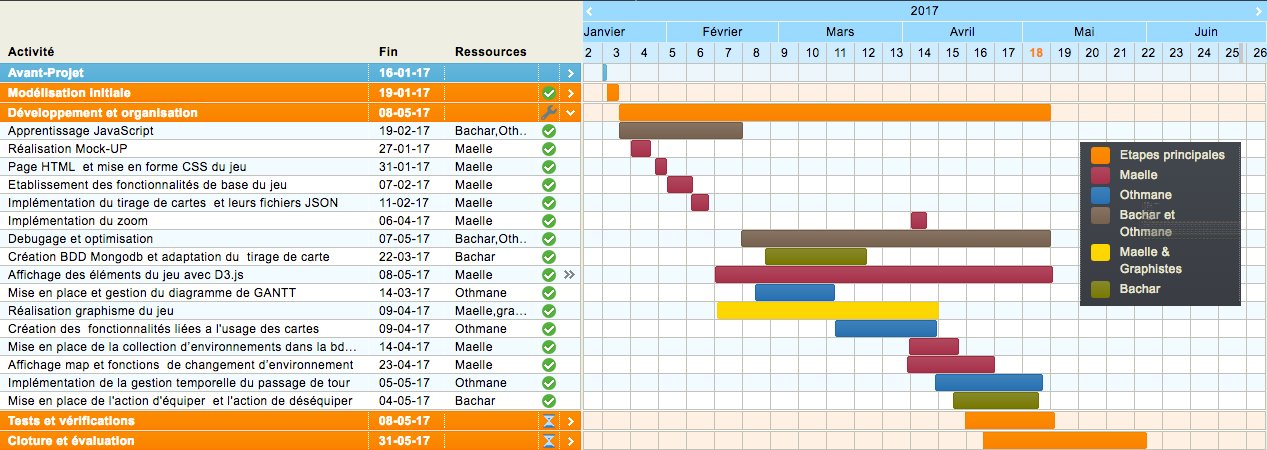 2017
Janvier Février Mars Avril Mai Juin
Activité Fin Ressources
2 3 4 5 6 7 8 9 10 11 12 13 14 15 16 17 18 19 20 21 22 23 24 25 26
Avant-Projet 16-01-17
Modélisation initiale 19-01-17
Développement et organisation 08-05-17
Apprentissage JavaScript 19-02-17 Bachar,Oth..
Réalisation Mock-UP 27-01-17 Maelle
Page HTML et mise en forme CSS du jeu 31-01-17 Maelle
Etablissement des fonctionnalités de base du jeu 07-02-17 Maelle
Implémentation du tirage de cartes et leurs fichiers JSON 11-02-17 Maelle
Implémentation du zoom 06-04-17 Maelle
Debugage et optimisation 07-05-17 Bachar,Oth..
Création BDD Mongodb et adaptation du tirage de carte 22-03-17 Bachar
Affichage des éléments du jeu avec D3.js 08-05-17 Maelle
Mise en place et gestion du diagramme de GANTT 14-03-17 Othmane
Réalisation graphisme du jeu 09-04-17 Maelle,gra...
Création des fonctionnalités liées a l'usage des cartes 09-04-17 Othmane
Mise en place de la collection d'environnements dans la bd... 14-04-17 Maelle
Affichage map et fonctions de changement d'environnement 23-04-17 Maelle
Implémentation de la gestion temporelle du passage de tour 05-05-17 Othmane
Mise en place de l'action d'équiper et l'action de déséquiper 04-05-17 Bachar
Tests et vérifications 08-05-17
Cloture et évaluation 31-05-17
Etapes principales
Maelle
Othmane
Bachar et
Othmane
Maelle &
Graphistes
Bachar